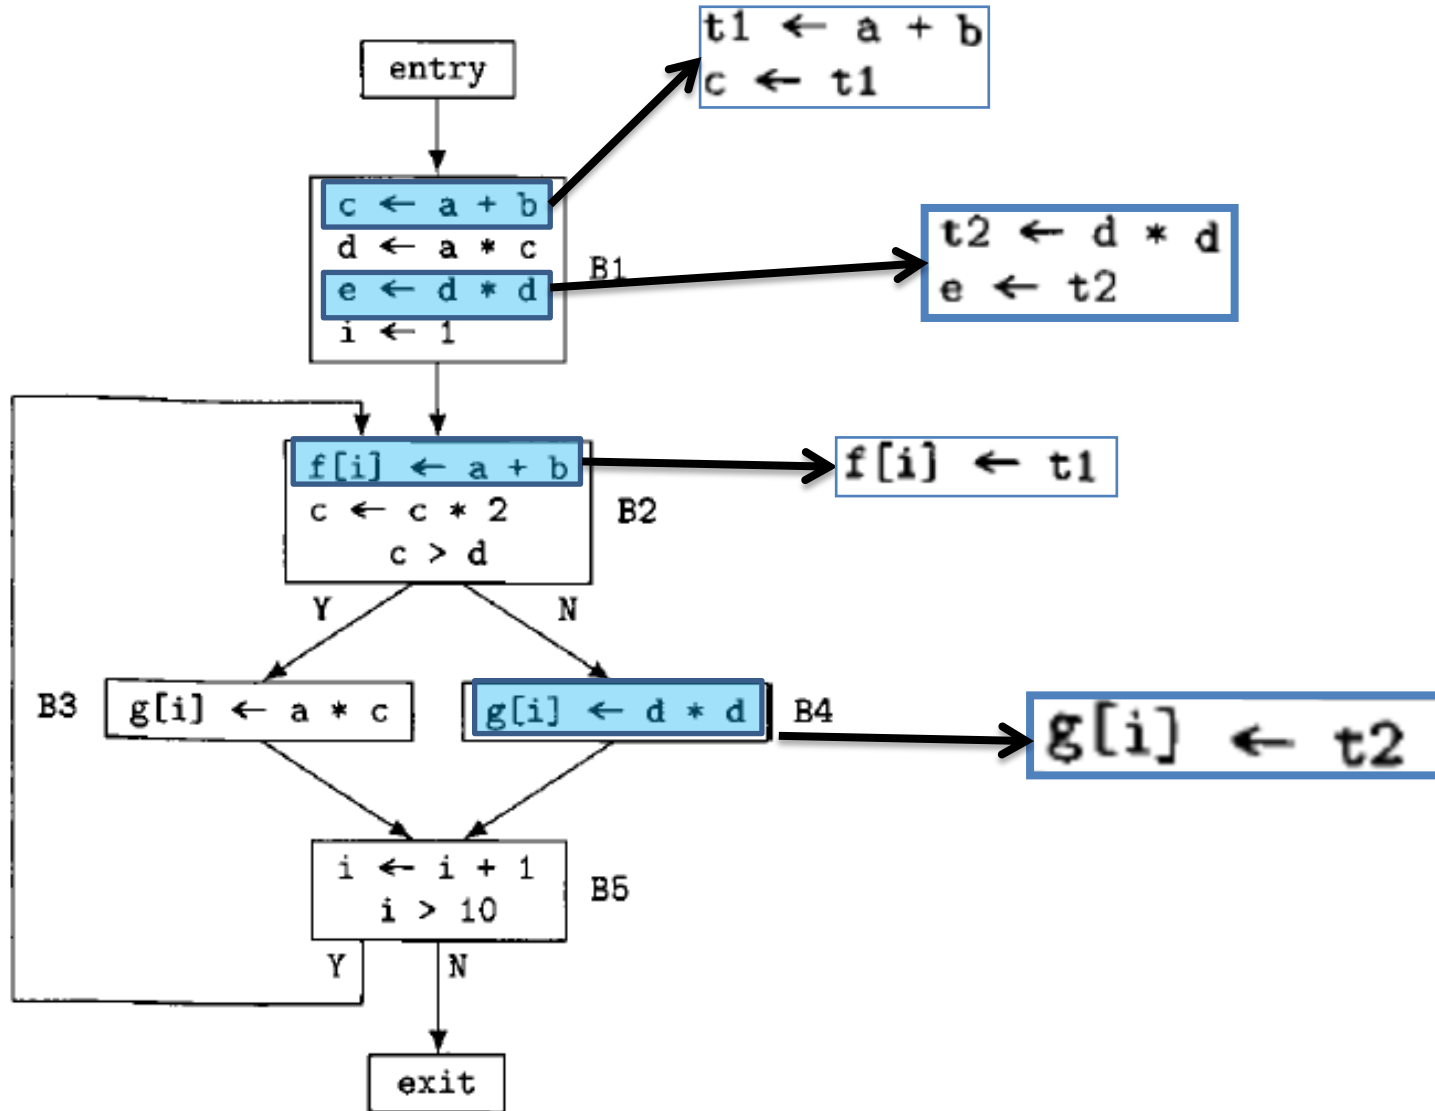 entry
t1 ← a + b
c ← t1
c ← a + b
d ← a * c
e ← d * d
i ← 1
B1
t2 ← d * d
e ← t2
f[i] ← a + b
c ← c * 2
c > d
B2
f[i] ← t1
Y
N
B3
g[i] ← a * c
g[i] ← d * d
B4
g[i] ← t2
i ← i + 1
i > 10
B5
Y
N
exit